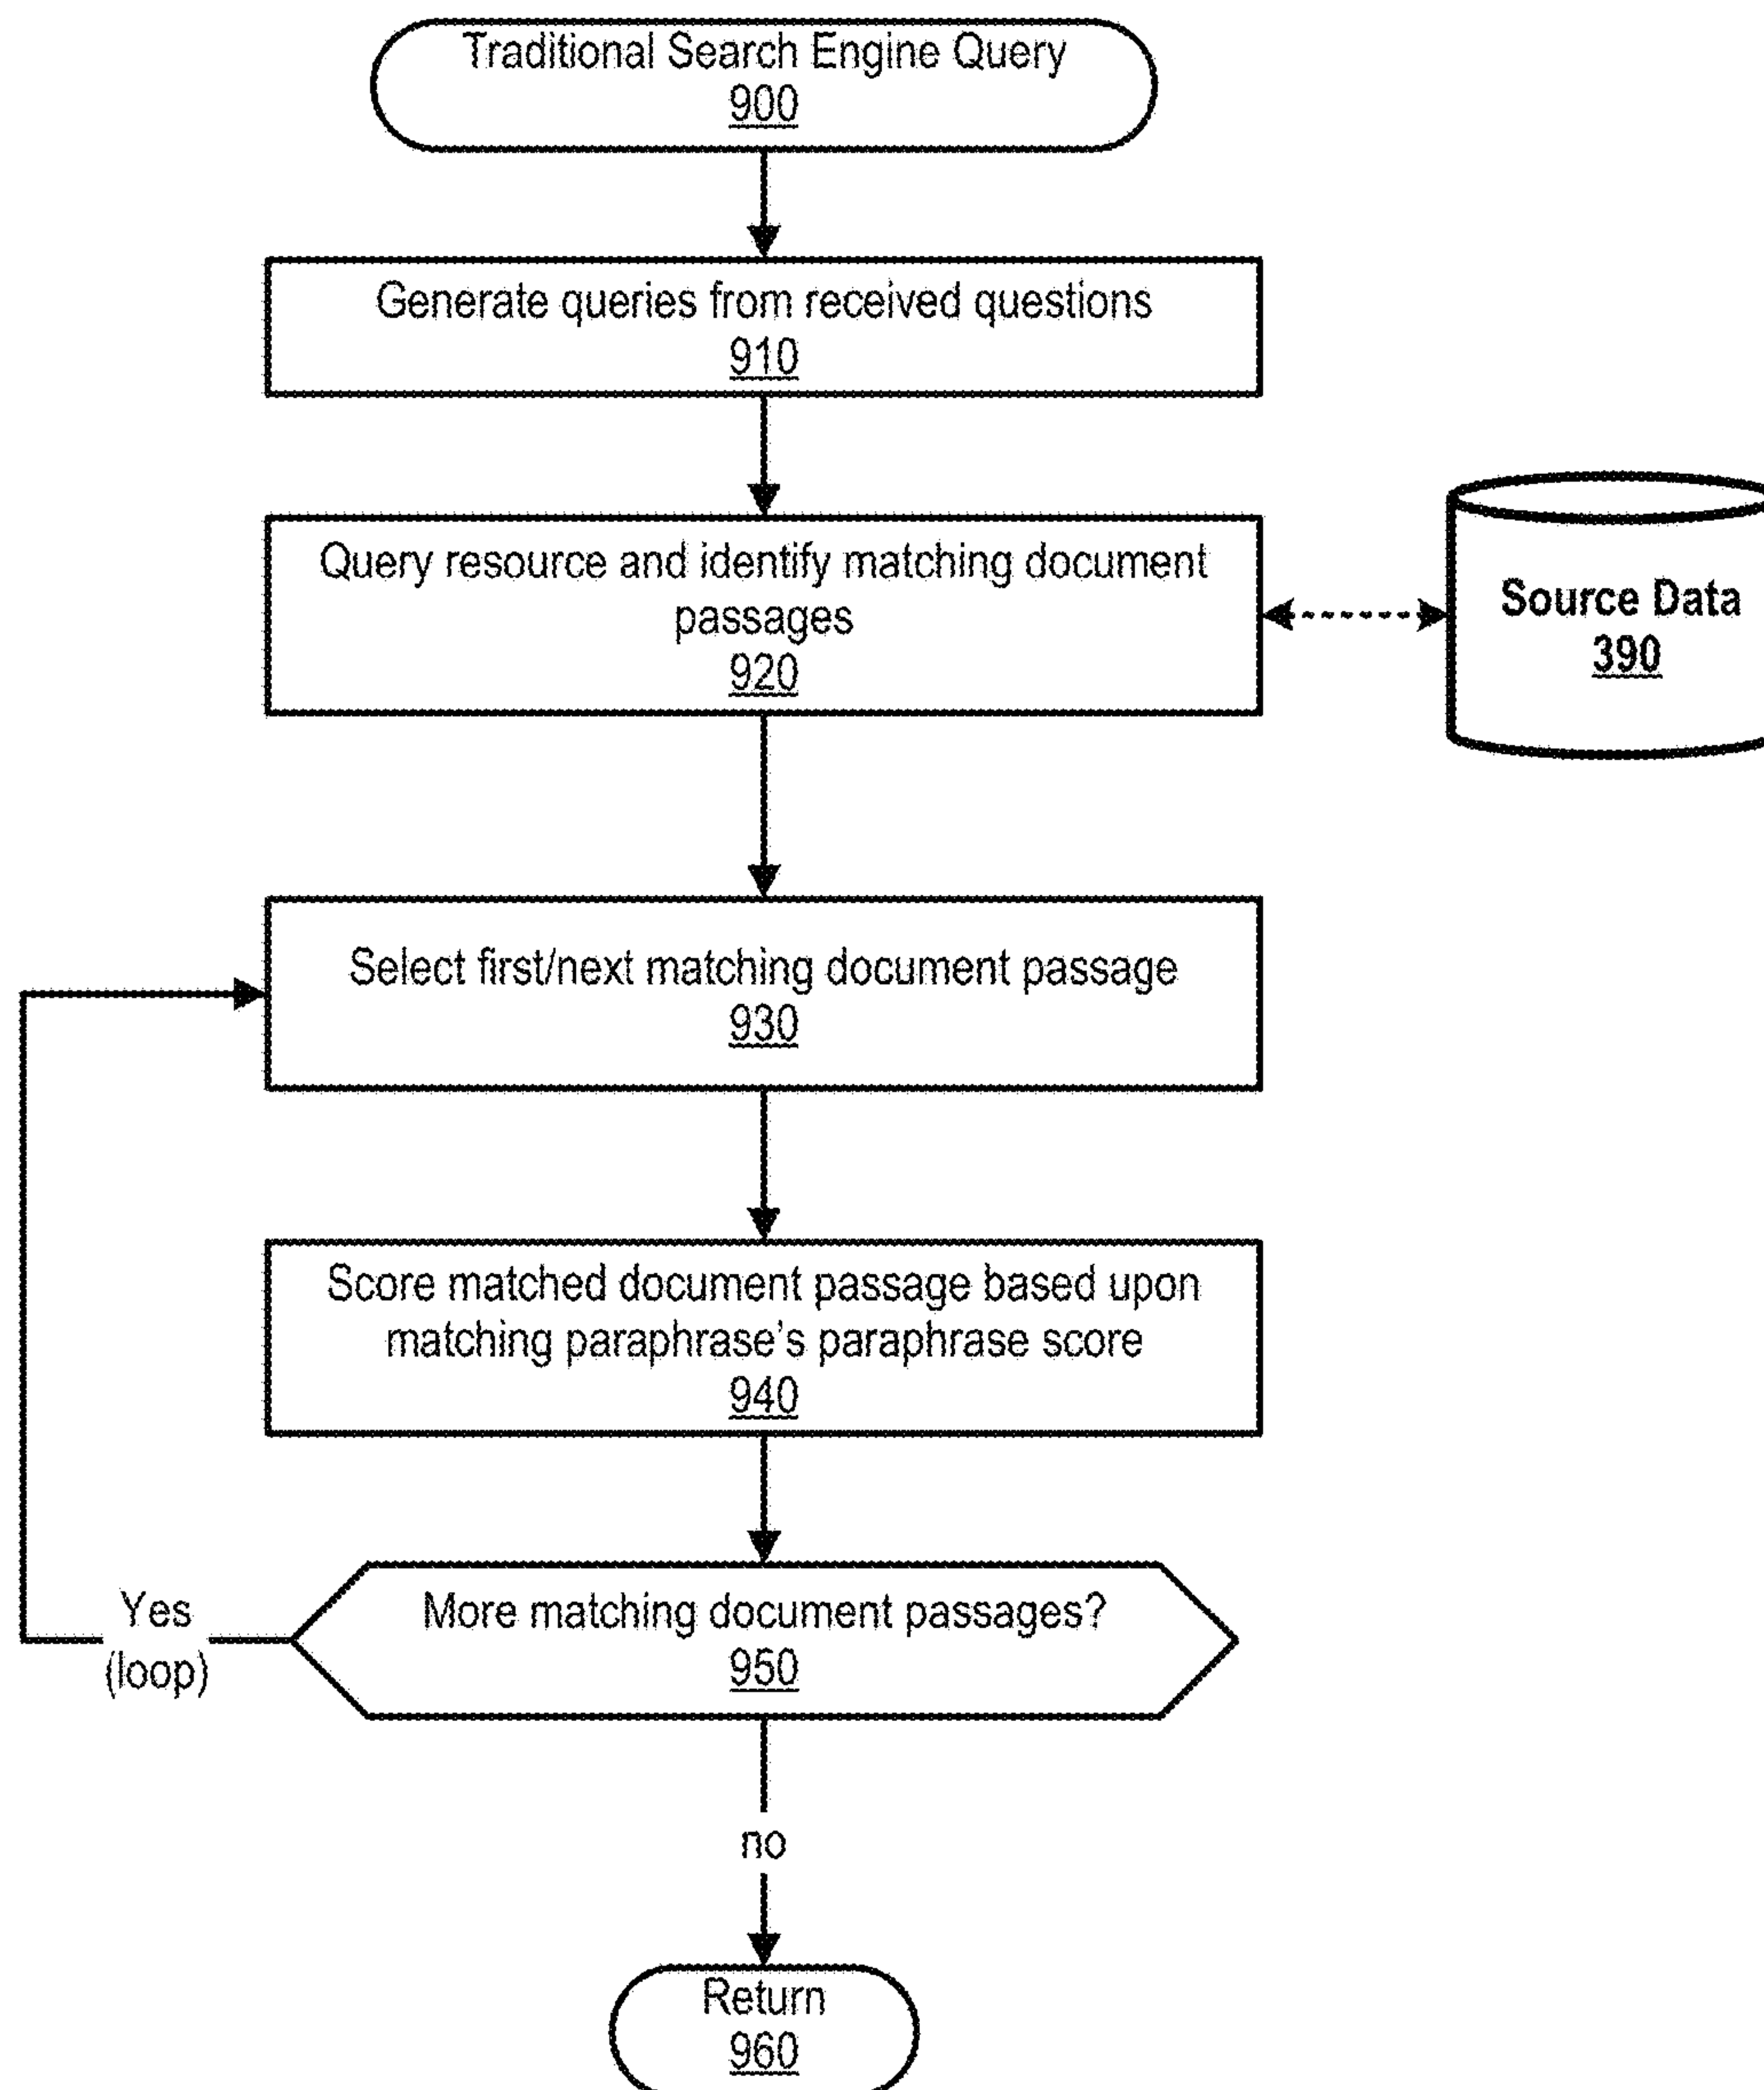 Traditional Search Engine Query
900
Generate queries from received questions
910
Query resource and identify matching document
passages
920
Source Data
390
Select first/next matching document passage
930
Score matched document passage based upon
matching paraphrase's paraphrase score
940
More matching document passages?
950
Yes
(loop)
no
Return
960